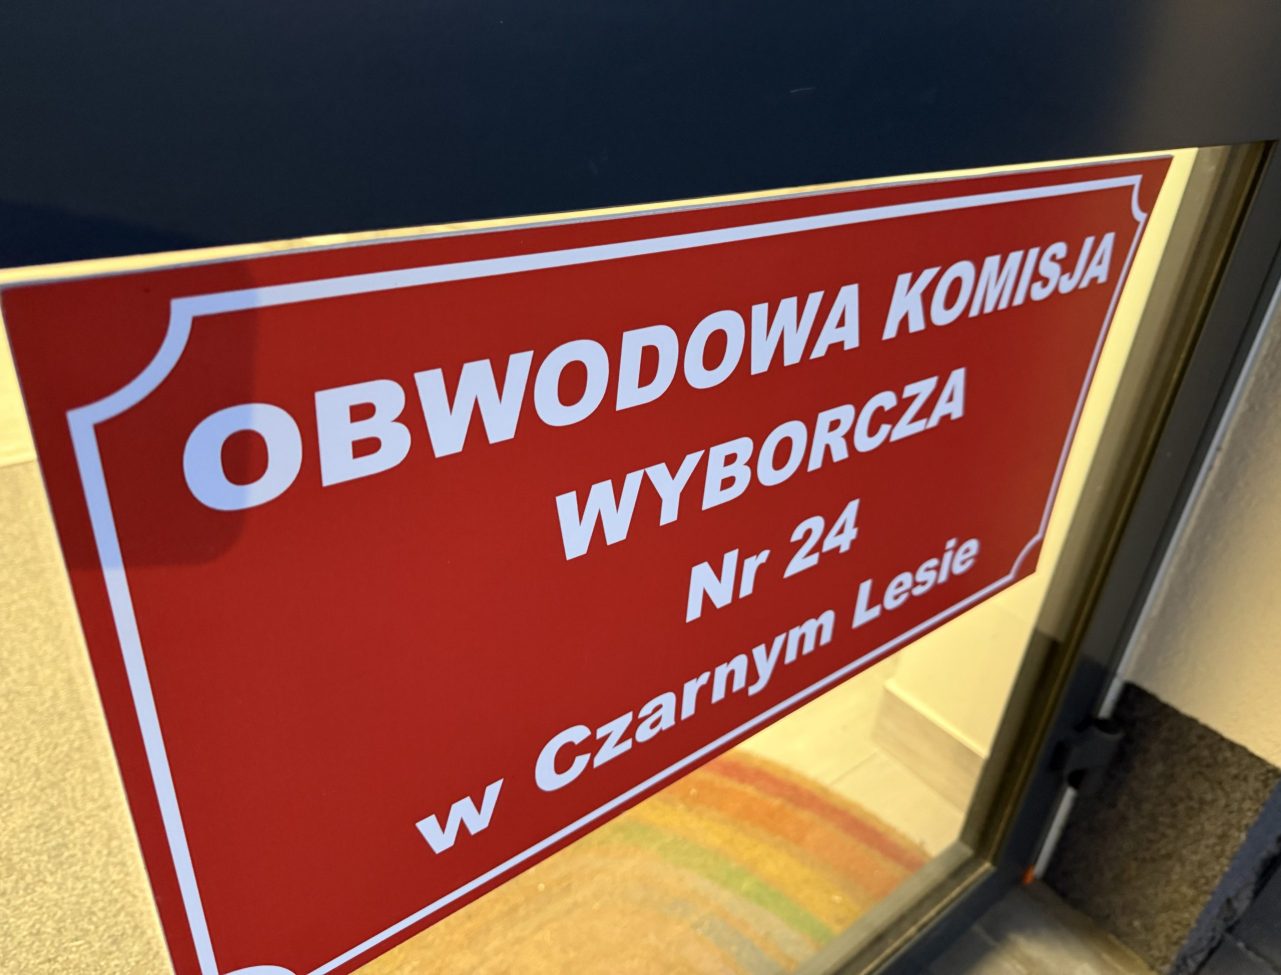 OBWODOWA KOMISJA
WYBORCZA
Nr 24
w Czarnym Lesie